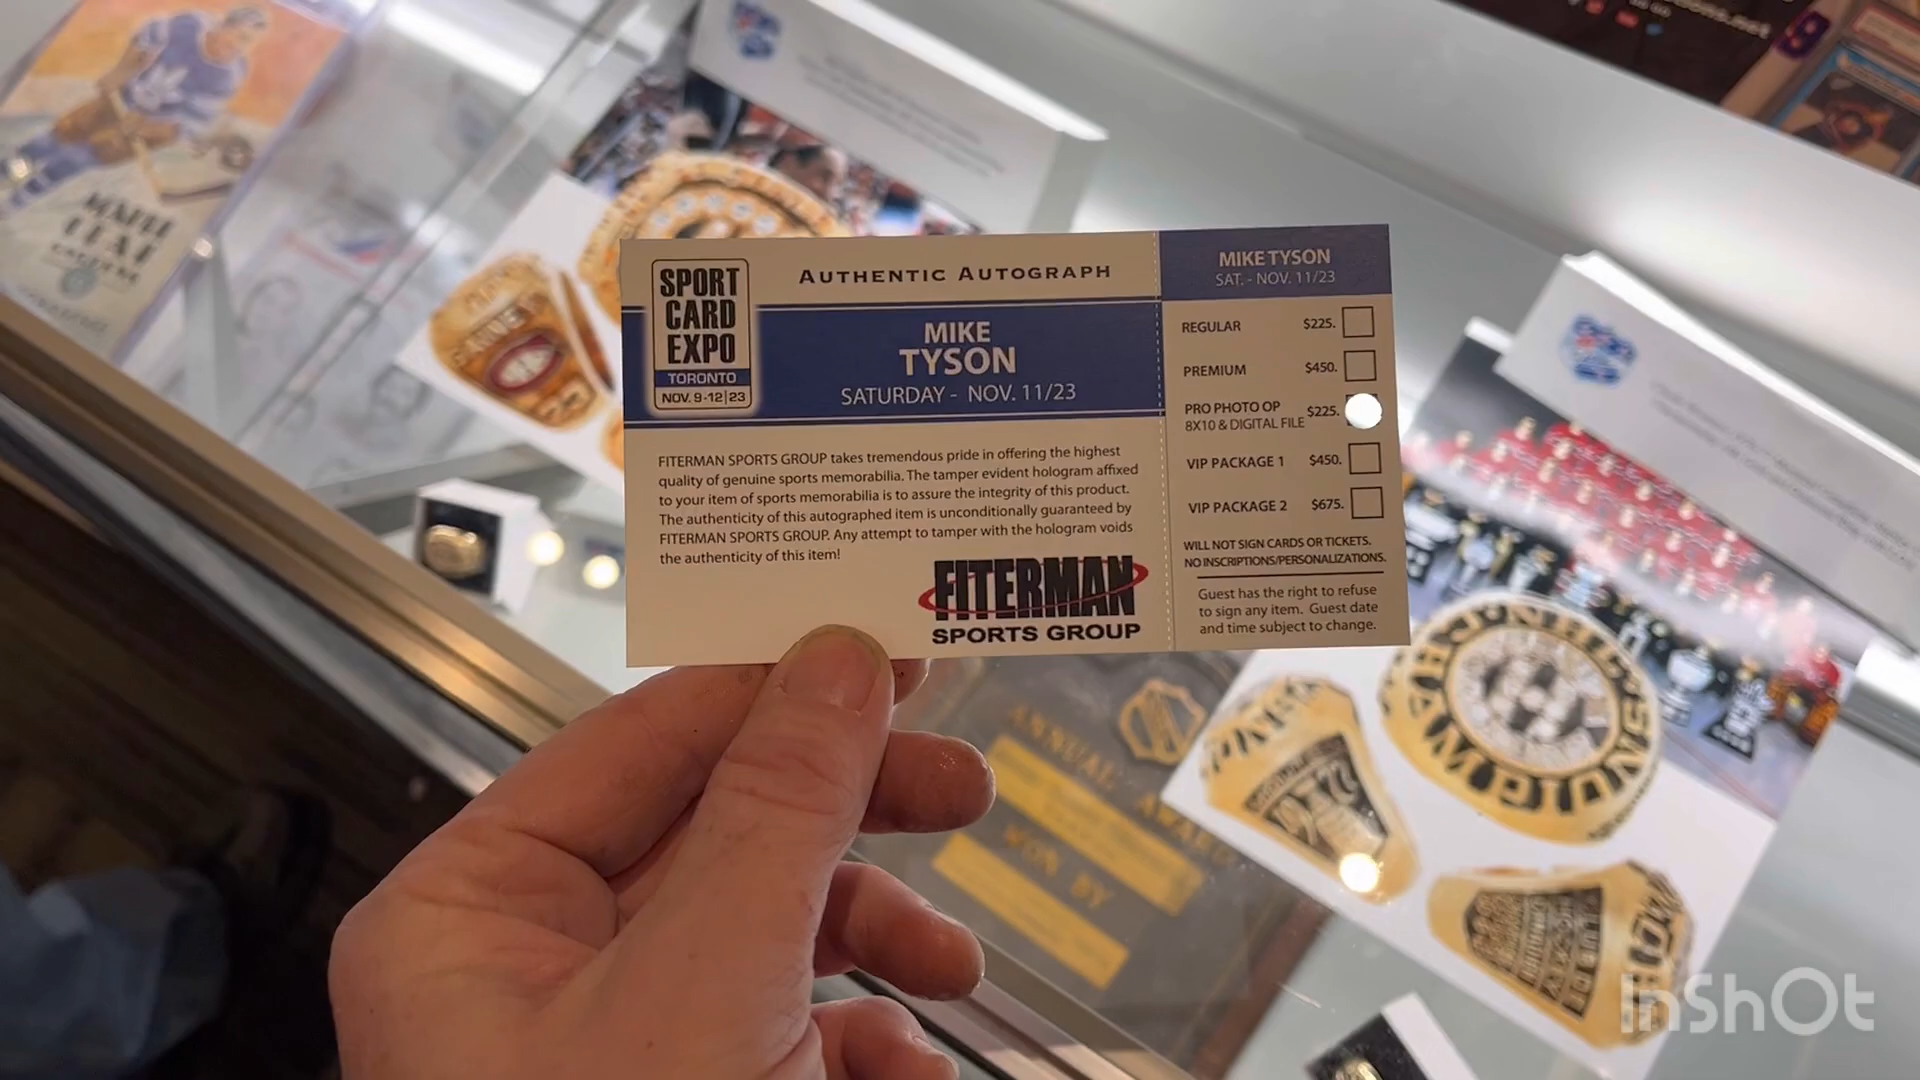 SPORT
CARD
EXPO
TORONTO
NOV. 9-12|23
AUTHENTIC AUTOGRAPH
MIKE
TYSON
SATURDAY - NOV. 11/23
FITERMAN SPORTS GROUP takes tremendous pride in offering the highest
quality of genuine sports memorabilia. The tamper evident hologram affixed
to your item of sports memorabilia is to assure the integrity of this product.
The authenticity of this autographed item is unconditionally guaranteed by
FITERMAN SPORTS GROUP. Any attempt to tamper with the hologram voids
the authenticity of this item!
FITERMAN
SPORTS GROUP
MIKE TYSON
SAT. - NOV. 11/23
REGULAR $225.
PREMIUM $450.
PRO PHOTO OP
8X10 & DIGITAL FILE $225.
VIP PACKAGE 1 $450.
VIP PACKAGE 2 $675.
WILL NOT SIGN CARDS OR TICKETS.
NO INSCRIPTIONS/PERSONALIZATIONS.
Guest has the right to refuse
to sign any item. Guest date
and time subject to change.
ANNUAL AWARD
WON BY
CHAMPIONS
InShOt